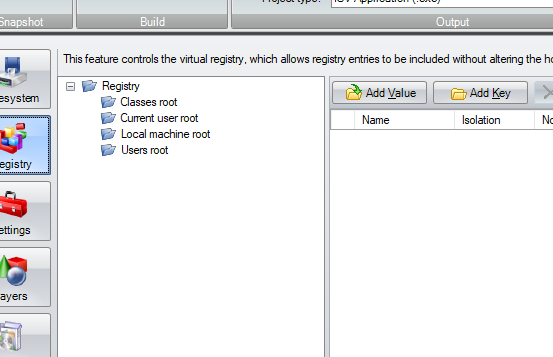 Project type:
Snapshot
Build
Output
This feature controls the virtual registry, which allows registry entries to be included without altering the
esystem
Registry
Classes root
Current user root
Local machine root
Users root
Add Value
Add Key
Name
Isolation
No
egistry
ettings
ayers